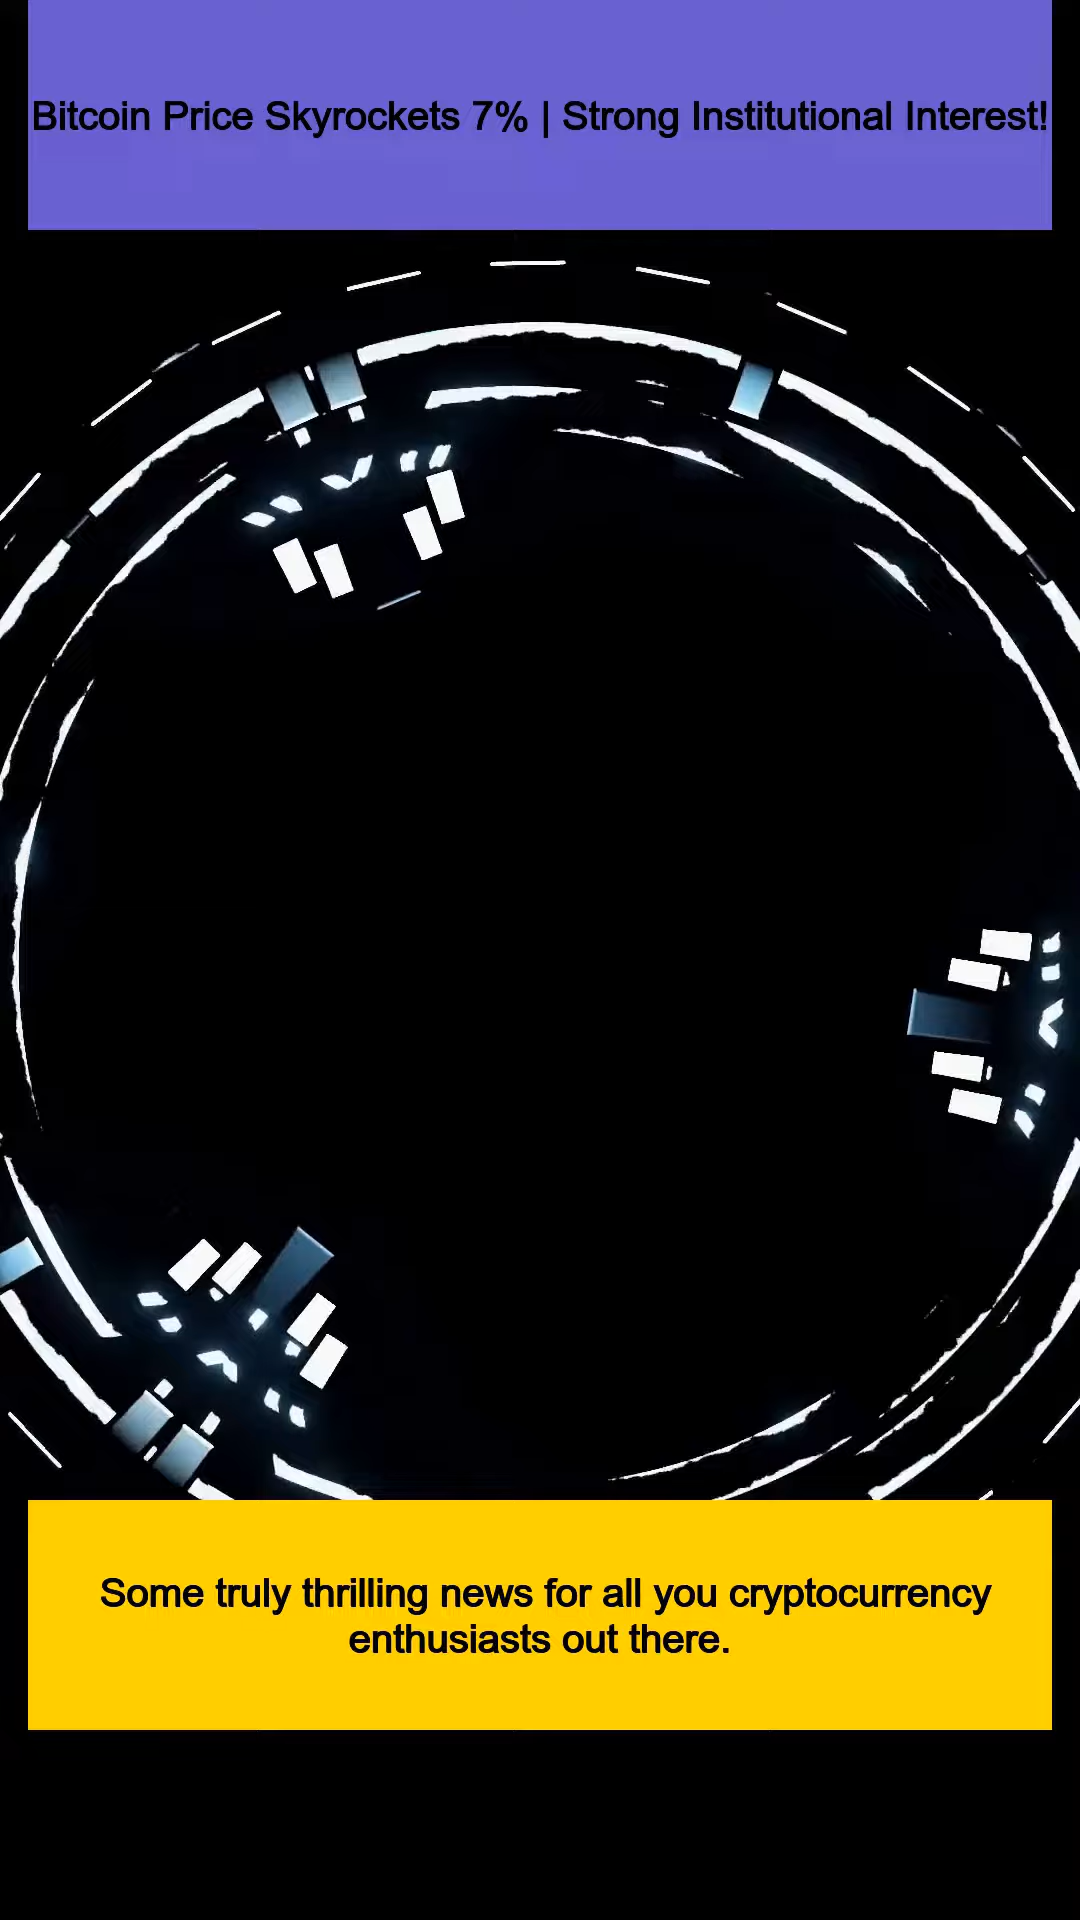 Bitcoin Price Skyrockets 7% | Strong Institutional Interest!
Some truly thrilling news for all you cryptocurrency
enthusiasts out there.